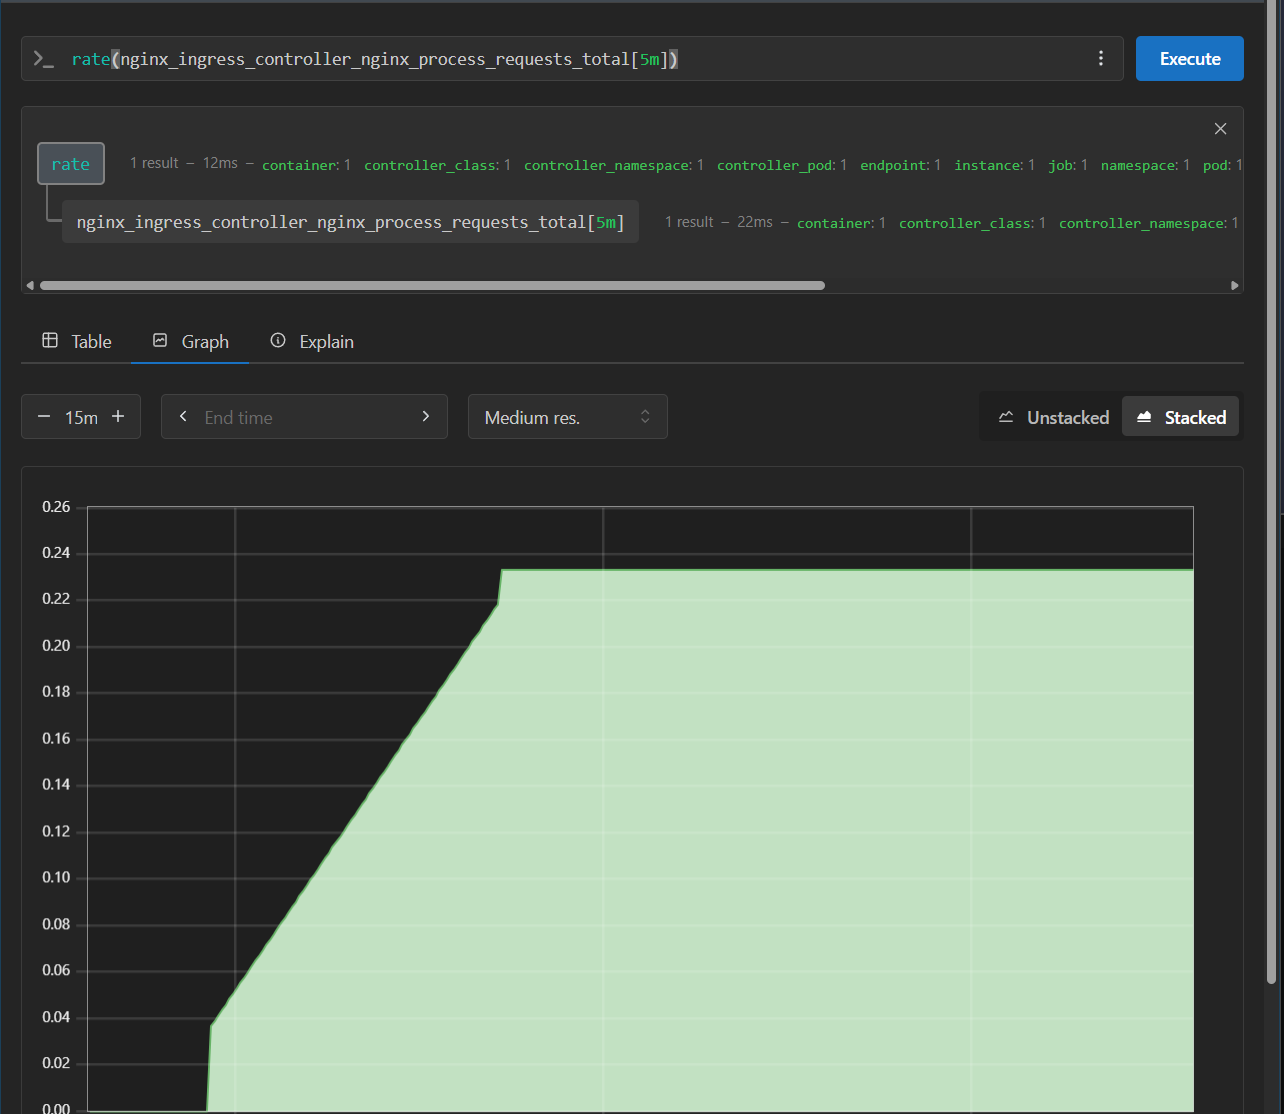 rate(nginx_ingress_controller_nginx_process_requests_total[5m])
Execute
rate 1 result – 12ms – container: 1 controller_class: 1 controller_namespace: 1 controller_pod: 1 endpoint: 1 instance: 1 job: 1 namespace: 1 pod: 1
nginx_ingress_controller_nginx_process_requests_total[5m] 1 result – 22ms – container: 1 controller_class: 1 controller_namespace: 1
Table Graph Explain
15m End time Medium res. Unstacked Stacked
0.26
0.24
0.22
0.20
0.18
0.16
0.14
0.12
0.10
0.08
0.06
0.04
0.02
0.00